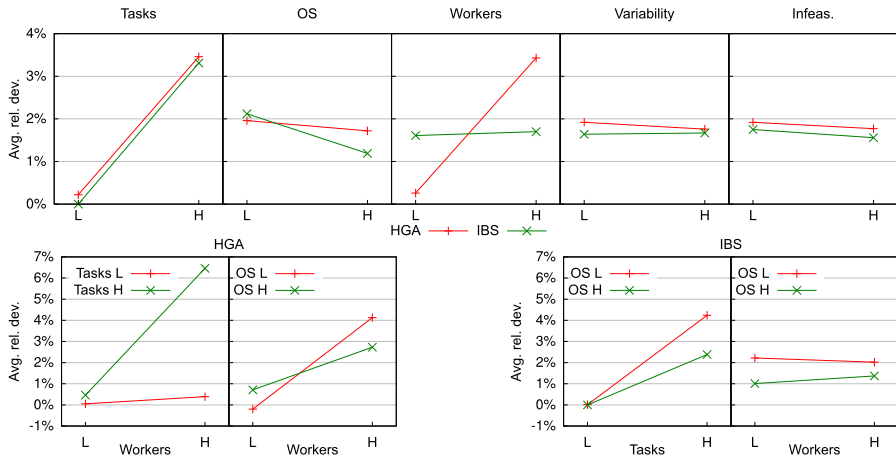 Tasks OS Workers Variability Infeas.
4%
3%
2%
1%
0%
Avg. rel. dev.
L H L H L H L H L H
HGA IBS
HGA
7%
6%
5%
4%
3%
2%
1%
0%
-1%
Avg. rel. dev.
Tasks L
Tasks H
OS L
OS H
L H L H
Workers Workers
IBS
7%
6%
5%
4%
3%
2%
1%
0%
-1%
Avg. rel. dev.
OS L
OS H
OS L
OS H
L H L H
Tasks Workers